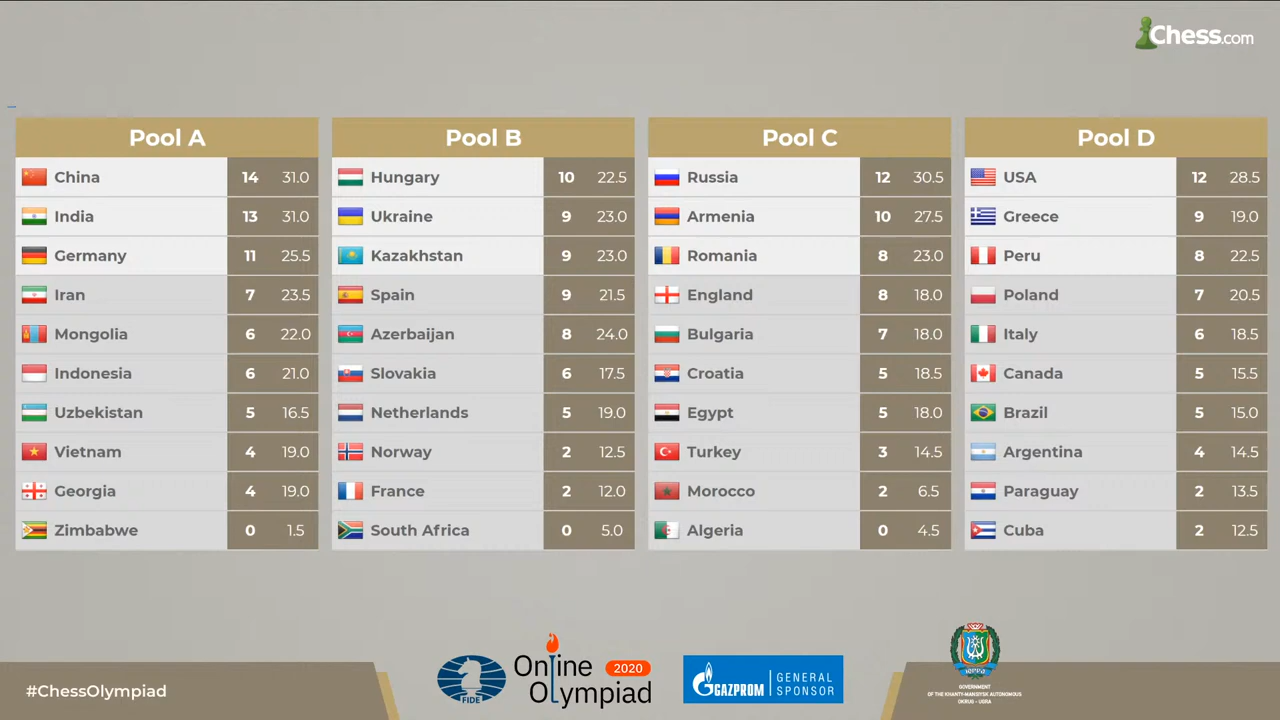 Chess.com
Pool A
China 14 31.0
India 13 31.0
Germany 11 25.5
Iran 7 23.5
Mongolia 6 22.0
Indonesia 6 21.0
Uzbekistan 5 16.5
Vietnam 4 19.0
Georgia 4 19.0
Zimbabwe 0 1.5
Pool B
Hungary 10 22.5
Ukraine 9 23.0
Kazakhstan 9 23.0
Spain 9 21.5
Azerbaijan 8 24.0
Slovakia 6 17.5
Netherlands 5 19.0
Norway 2 12.5
France 2 12.0
South Africa 0 5.0
Pool C
Russia 12 30.5
Armenia 10 27.5
Romania 8 23.0
England 8 18.0
Bulgaria 7 18.0
Croatia 5 18.5
Egypt 5 18.0
Turkey 3 14.5
Morocco 2 6.5
Algeria 0 4.5
Pool D
USA 12 28.5
Greece 9 19.0
Peru 8 22.5
Poland 7 20.5
Italy 6 18.5
Canada 5 15.5
Brazil 5 15.0
Argentina 4 14.5
Paraguay 2 13.5
Cuba 2 12.5
#ChessOlympiad
FIDE
Online 2020
Olympiad
GAZPROM
GENERAL
SPONSOR
GOVERNMENT
OF THE KHANTY-MANSIYSK AUTONOMOUS
OKRUG - UGRA